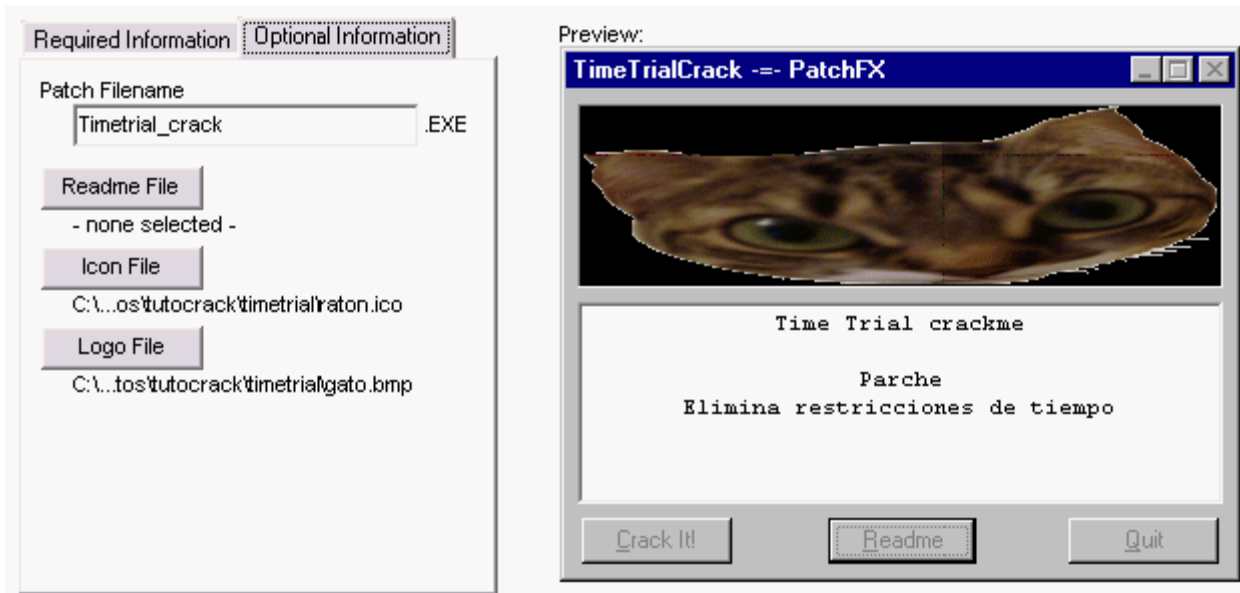 Required Information
Optional Information
Patch Filename
Timetrial_crack
.EXE
Readme File
- none selected -
Icon File
C:\...os\tutocrack\timetrial\raton.ico
Logo File
C:\...tos\tutocrack\timetrial\gato.bmp
Preview:
TimeTrialCrack -=- PatchFX
Time Trial crackme
Parche
Elimina restricciones de tiempo
Crack It!
Readme
Quit